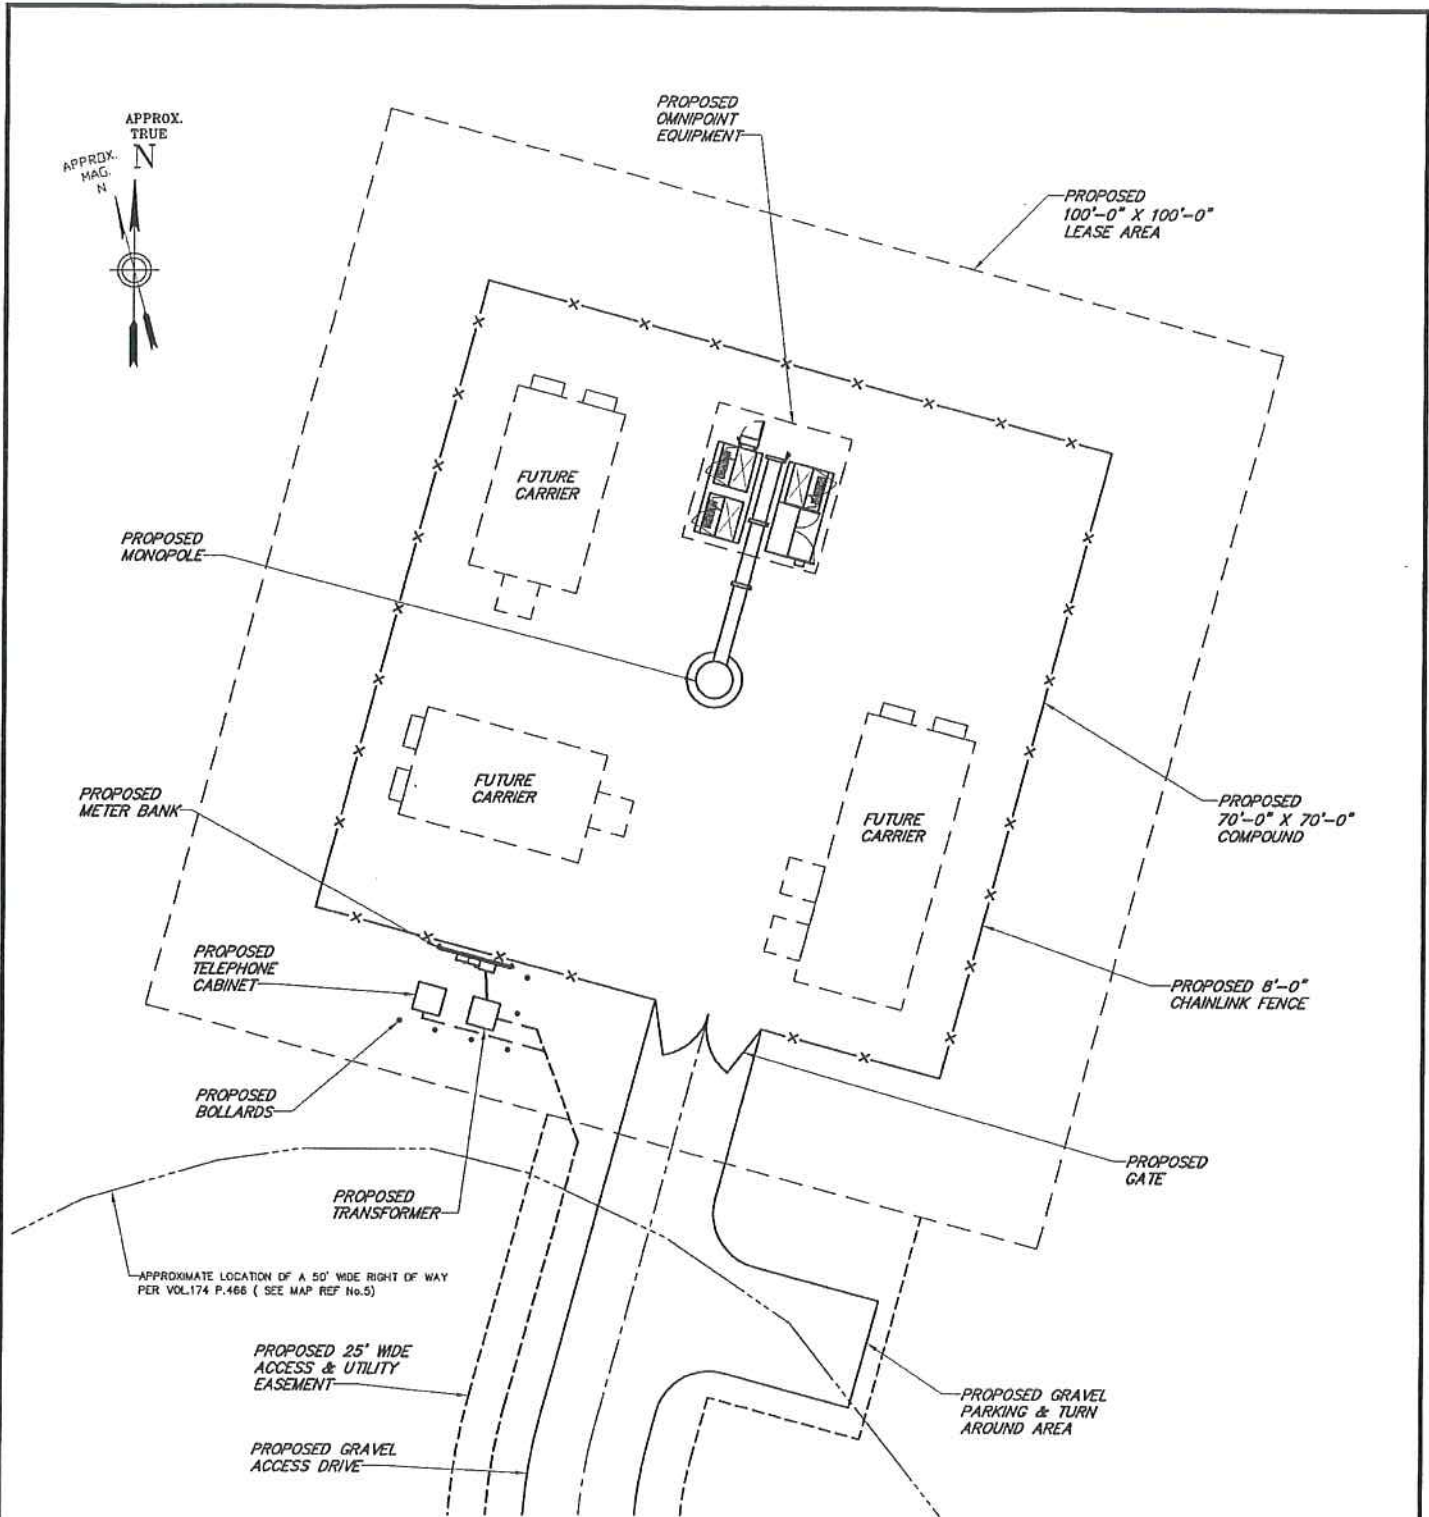 APPROX.
TRUE
N
APPROX.
MAG.
N
PROPOSED
OMNIPOINT
EQUIPMENT
PROPOSED
100'-0" X 100'-0"
LEASE AREA
FUTURE
CARRIER
PROPOSED
MONOPOLE
FUTURE
CARRIER
PROPOSED
METER BANK
FUTURE
CARRIER
PROPOSED
70'-0" X 70'-0"
COMPOUND
PROPOSED
TELEPHONE
CABINET
PROPOSED 8'-0"
CHAINLINK FENCE
PROPOSED
BOLLARDS
PROPOSED
GATE
PROPOSED
TRANSFORMER
APPROXIMATE LOCATION OF A 50' WIDE RIGHT OF WAY
PER VOL.174 P.466 ( SEE MAP REF No.5)
PROPOSED 25' WIDE
ACCESS & UTILITY
EASEMENT
PROPOSED GRAVEL
PARKING & TURN
AROUND AREA
PROPOSED GRAVEL
ACCESS DRIVE